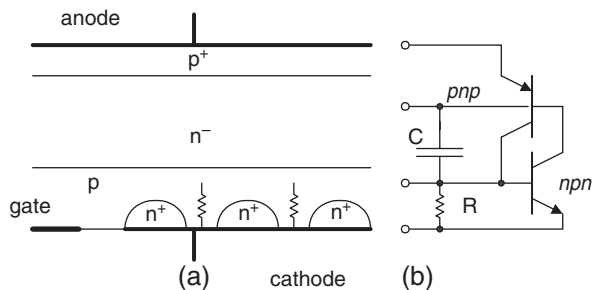 anode
p+
pnp
C
n−
p
npn
gate
n+
n+
n+
R
(a)
cathode
(b)